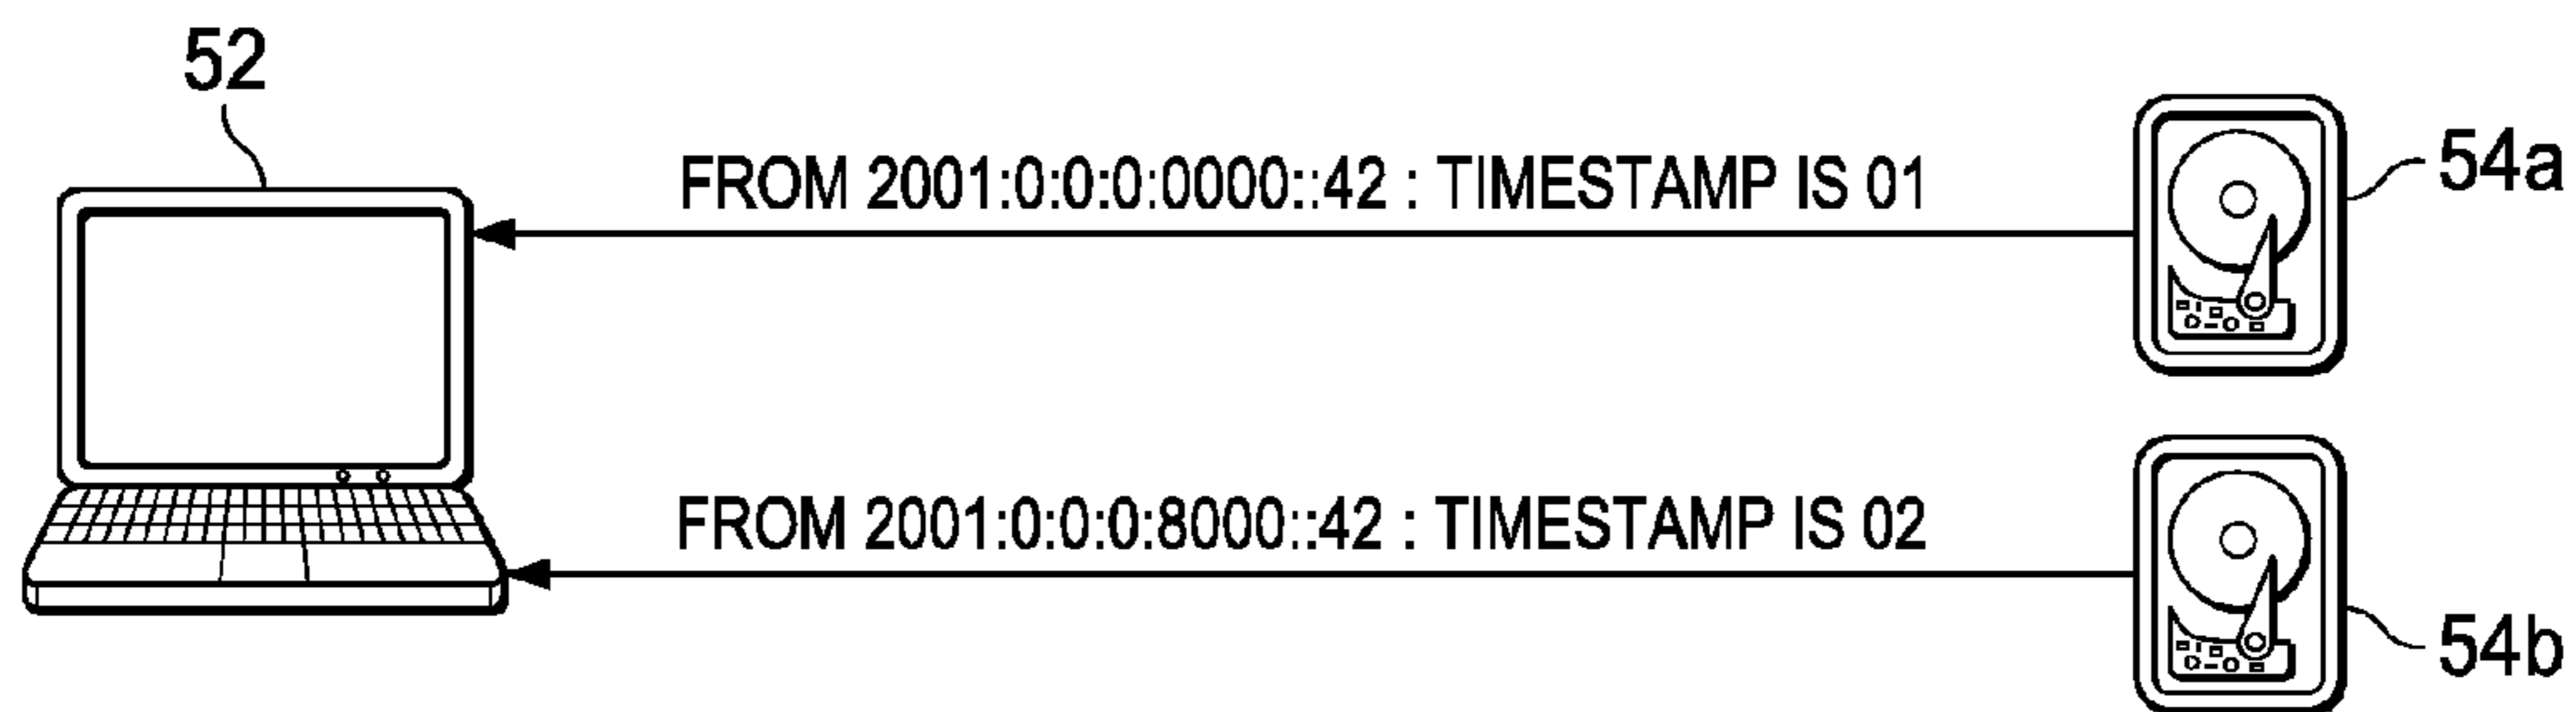 52
FROM 2001:0:0:0:0000::42 : TIMESTAMP IS 01
54a
FROM 2001:0:0:0:8000::42 : TIMESTAMP IS 02
54b